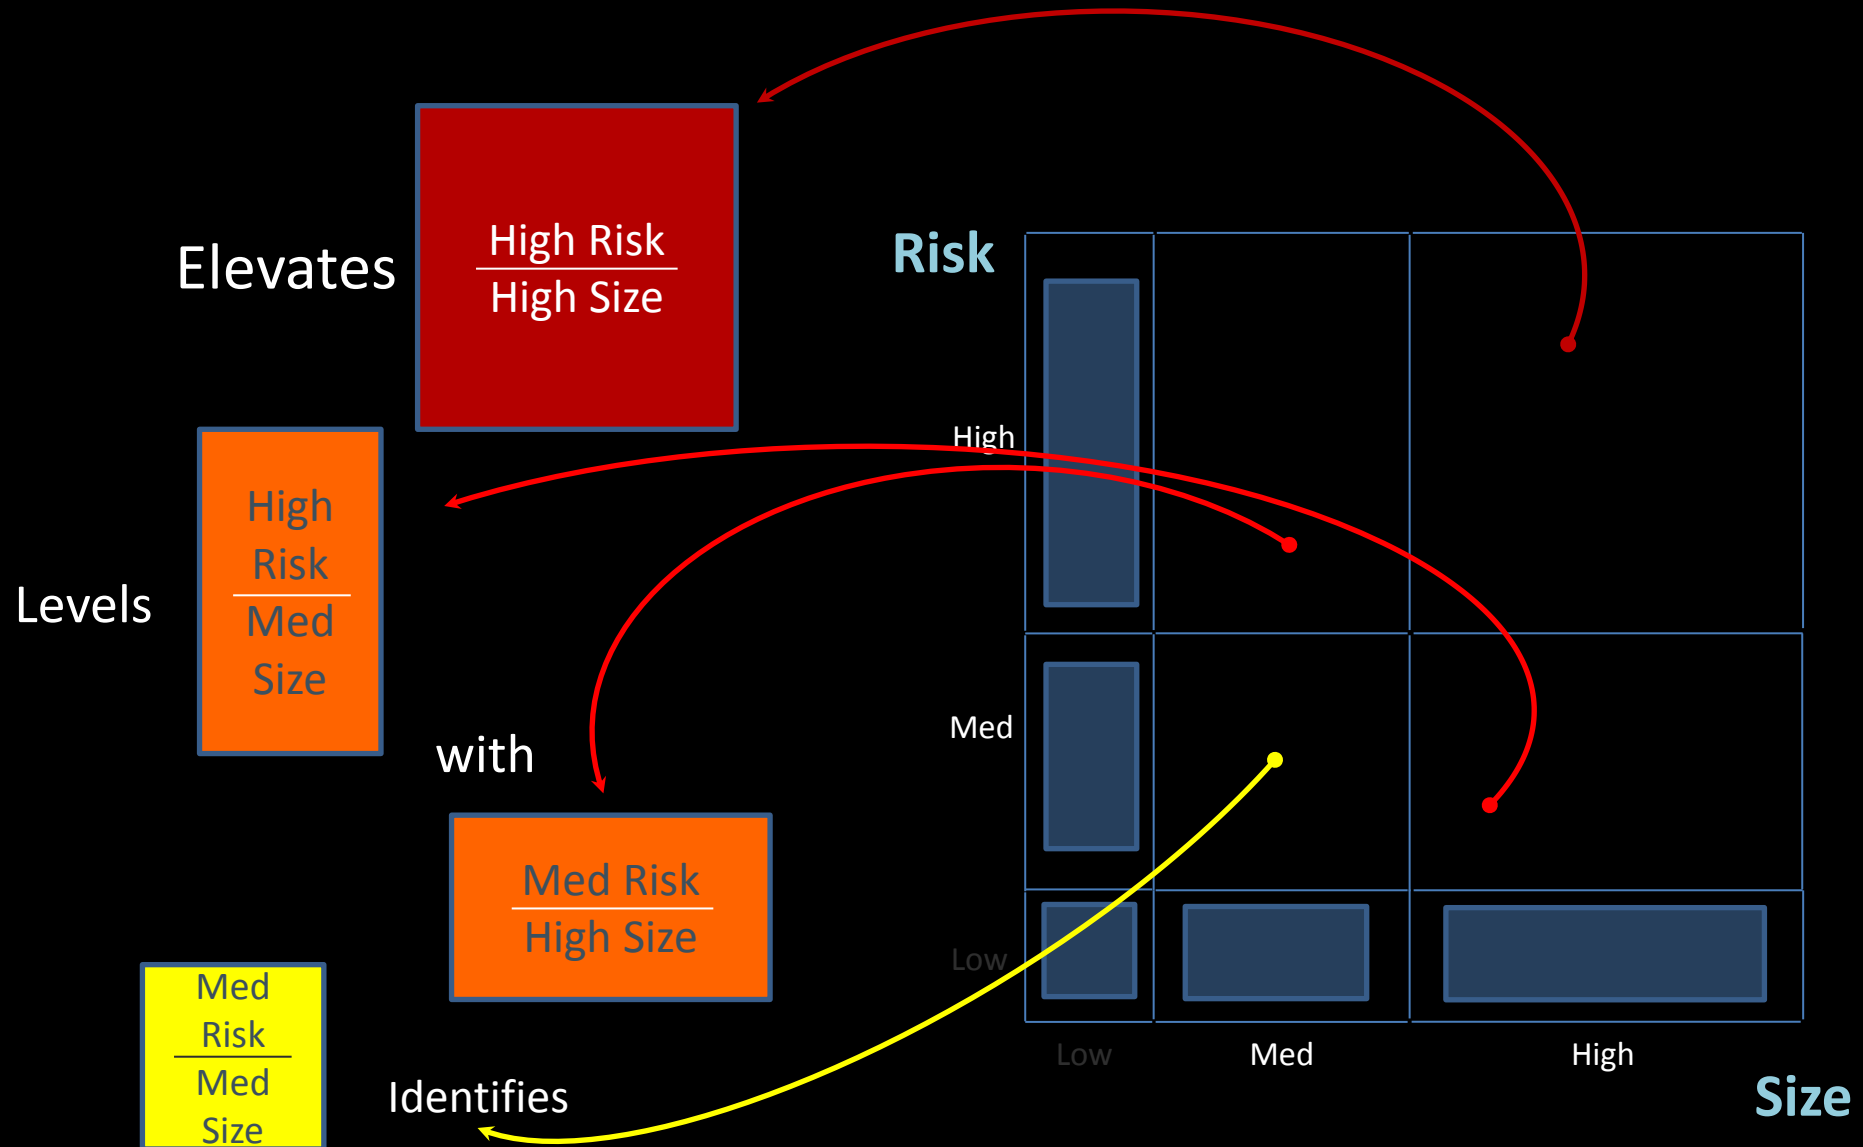 Elevates
High Risk
High Size
Levels
High
Risk
Med
Size
with
Med Risk
High Size
Med
Risk
Med
Size
Identifies
Risk
High
Med
Low
Low
Med
High
Size